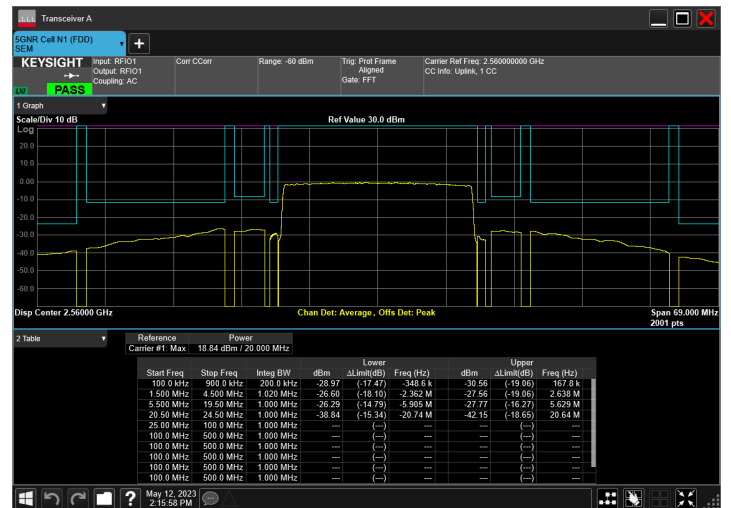 Transceiver A
5GNR Cell N1 (FDD)
SEM
KEYSIGHT
Input: RFIO1
Output: RFIO1
Coupling: AC
Corr CCorr
Range: -60 dBm
Trig: Prot Frame
Aligned
Gate: FFT
Carrier Ref Freq: 2.560000000 GHz
CC Info: Uplink, 1 CC
LXI PASS
1 Graph
Scale/Div 10 dB
Ref Value 30.0 dBm
Log
20.0
10.0
0.00
-10.0
-20.0
-30.0
-40.0
-50.0
-60.0
Disp Center 2.56000 GHz
Chan Det: Average, Offs Det: Peak
Span 69.000 MHz
2001 pts
2 Table
Reference Power
Carrier #1: Max 18.84 dBm / 20.000 MHz
Lower Upper
Start Freq Stop Freq Integ BW dBm ΔLimit(dB) Freq (Hz) dBm ΔLimit(dB) Freq (Hz)
100.0 kHz 900.0 kHz 200.0 kHz -28.97 (-17.47) -348.6 k -30.56 (-19.06) 167.8 k
1.500 MHz 4.500 MHz 1.020 MHz -26.60 (-18.10) -2.362 M -27.56 (-19.06) 2.638 M
5.500 MHz 19.50 MHz 1.000 MHz -26.29 (-14.79) -5.905 M -27.77 (-16.27) 5.629 M
20.50 MHz 24.50 MHz 1.000 MHz -38.84 (-15.34) -20.74 M -42.15 (-18.65) 20.64 M
25.00 MHz 100.0 MHz 1.000 MHz --- (---) --- --- (---) ---
100.0 MHz 500.0 MHz 1.000 MHz --- (---) --- --- (---) ---
100.0 MHz 500.0 MHz 1.000 MHz --- (---) --- --- (---) ---
100.0 MHz 500.0 MHz 1.000 MHz --- (---) --- --- (---) ---
100.0 MHz 500.0 MHz 1.000 MHz --- (---) --- --- (---) ---
100.0 MHz 500.0 MHz 1.000 MHz --- (---) --- --- (---) ---
May 12, 2023
2:15:58 PM